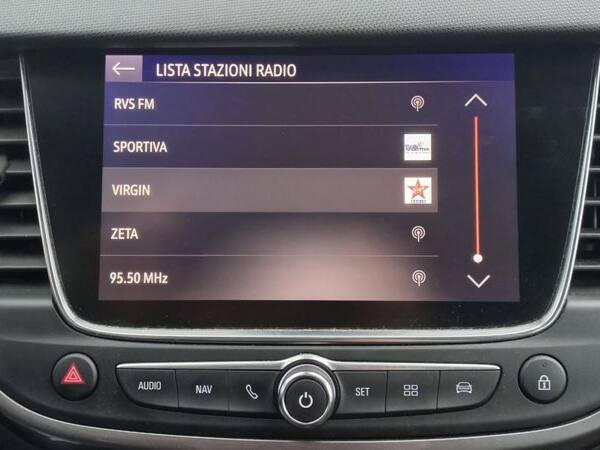 LISTA STAZIONI RADIO
RVS FM
SPORTIVA
VIRGIN
ZETA
95.50 MHz
AUDIO
NAV
SET